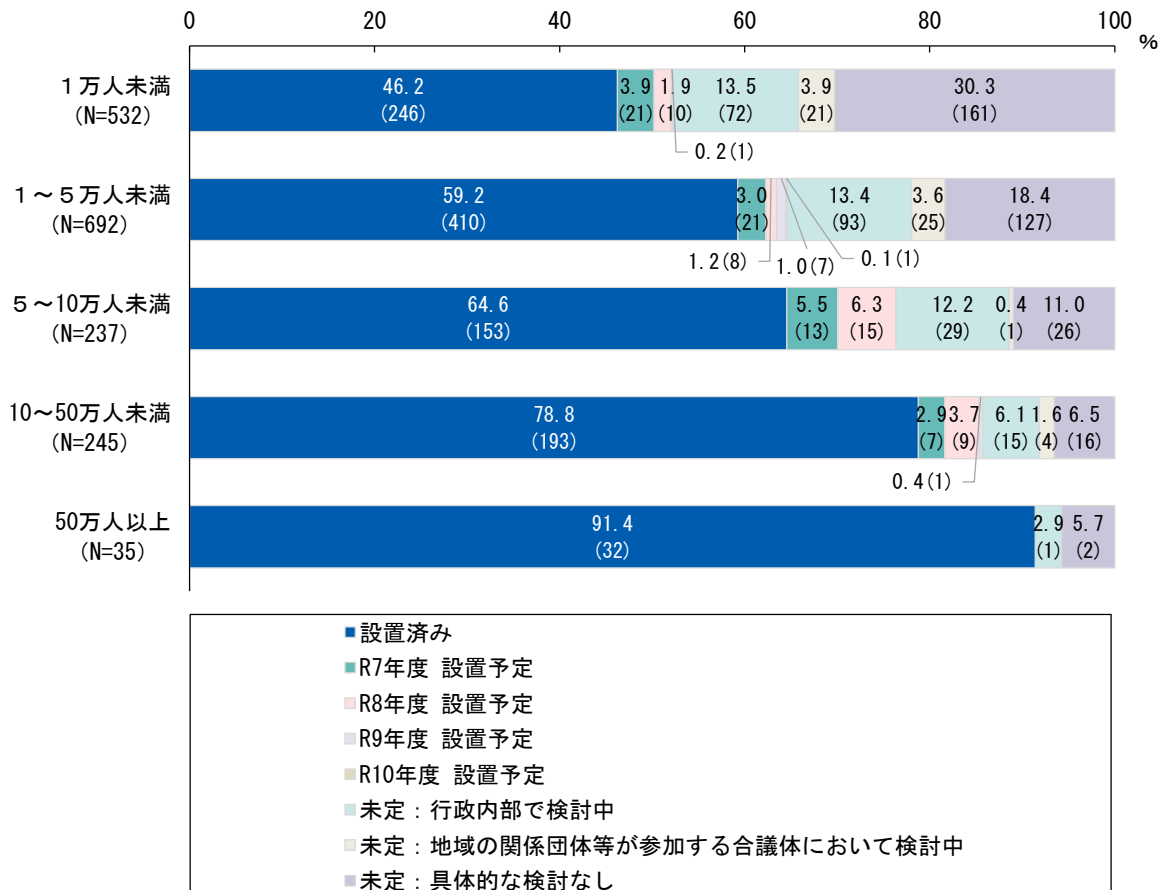 0 20 40 60 80 100
%
１万人未満
(N=532)
46.2 3.9 1.9 13.5 3.9 30.3
(246) (21) (10) (72) (21) (161)
0.2(1)
１～５万人未満
(N=692)
59.2 3.0 13.4 3.6 18.4
(410) (21) (93) (25) (127)
1.2(8) 1.0(7) 0.1(1)
５～10万人未満
(N=237)
64.6 5.5 6.3 12.2 0.4 11.0
(153) (13) (15) (29) (1) (26)
10～50万人未満
(N=245)
78.8 2.9 3.7 6.1 1.6 6.5
(193) (7) (9) (15) (4) (16)
0.4(1)
50万人以上
(N=35)
91.4 2.9 5.7
(32) (1) (2)
設置済み
R7年度 設置予定
R8年度 設置予定
R9年度 設置予定
R10年度 設置予定
未定：行政内部で検討中
未定：地域の関係団体等が参加する合議体において検討中
未定：具体的な検討なし